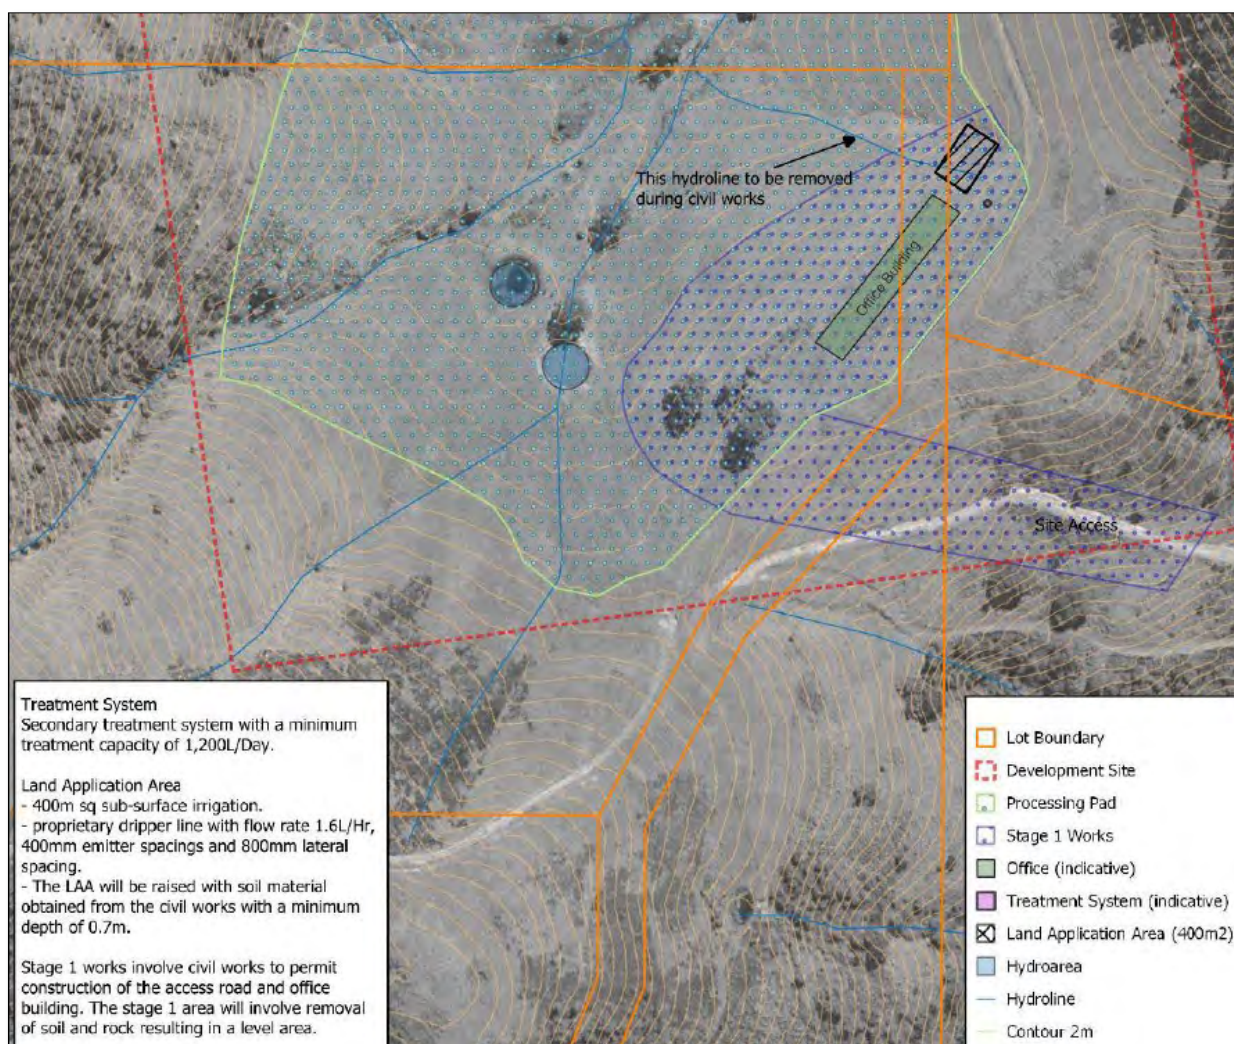 This hydroline to be removed
during civil works
Office Building
Site Access
Treatment System
Secondary treatment system with a minimum
treatment capacity of 1,200L/Day.
Land Application Area
- 400m sq sub-surface irrigation.
- proprietary dripper line with flow rate 1.6L/Hr,
400mm emitter spacings and 800mm lateral
spacing.
- The LAA will be raised with soil material
obtained from the civil works with a minimum
depth of 0.7m.
Stage 1 works involve civil works to permit
construction of the access road and office
building. The stage 1 area will involve removal
of soil and rock resulting in a level area.
Lot Boundary
Development Site
Processing Pad
Stage 1 Works
Office (indicative)
Treatment System (indicative)
Land Application Area (400m2)
Hydroarea
Hydroline
Contour 2m